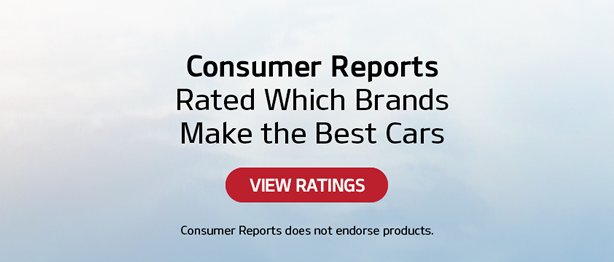 Consumer Reports
Rated Which Brands
Make the Best Cars
VIEW RATINGS
Consumer Reports does not endorse products.